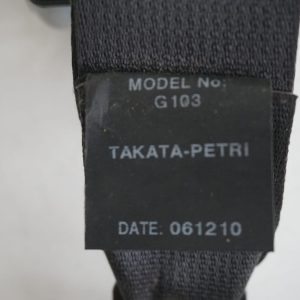 MODEL No:
G103
TAKATA-PETRI
DATE: 061210